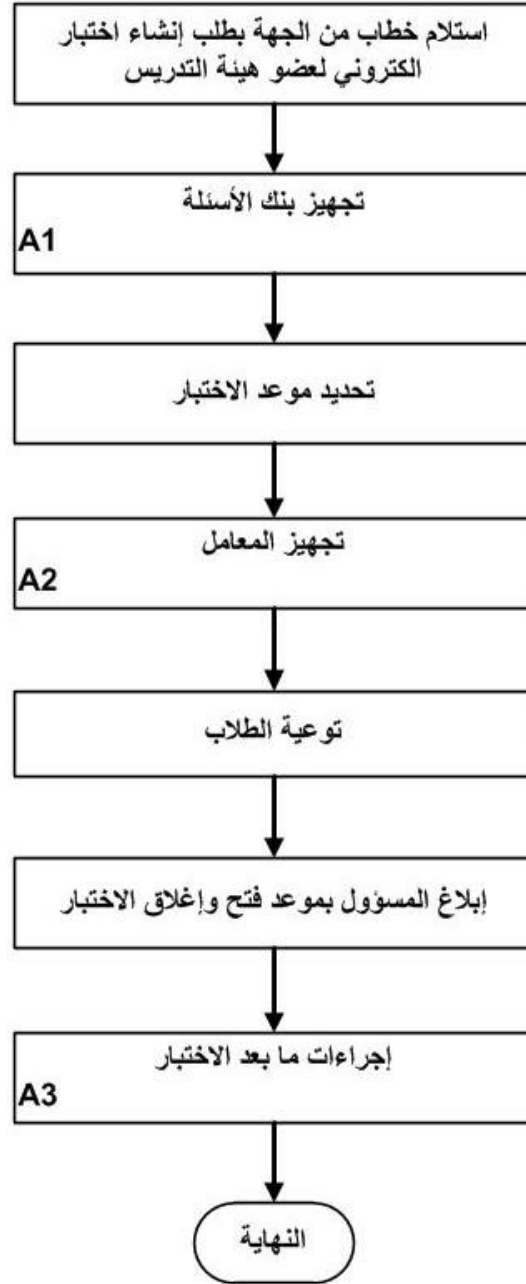 استلام خطاب من الجهة بطلب إنشاء اختبار
الكتروني لعضو هيئة التدريس
تجهيز بنك الأسئلة
A1
تحديد موعد الاختبار
تجهيز المعامل
A2
توعية الطلاب
إبلاغ المسؤول بموعد فتح وإغلاق الاختبار
إجراءات ما بعد الاختبار
A3
النهاية